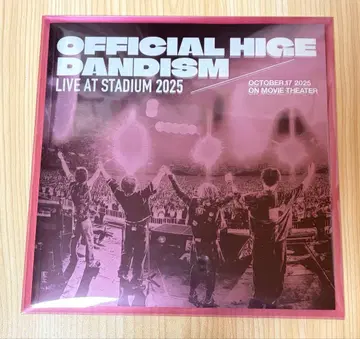 OFFICIAL HIGE
DANDISM
LIVE AT STADIUM 2025
OCTOBER.17 2025
ON MOVIE THEATER